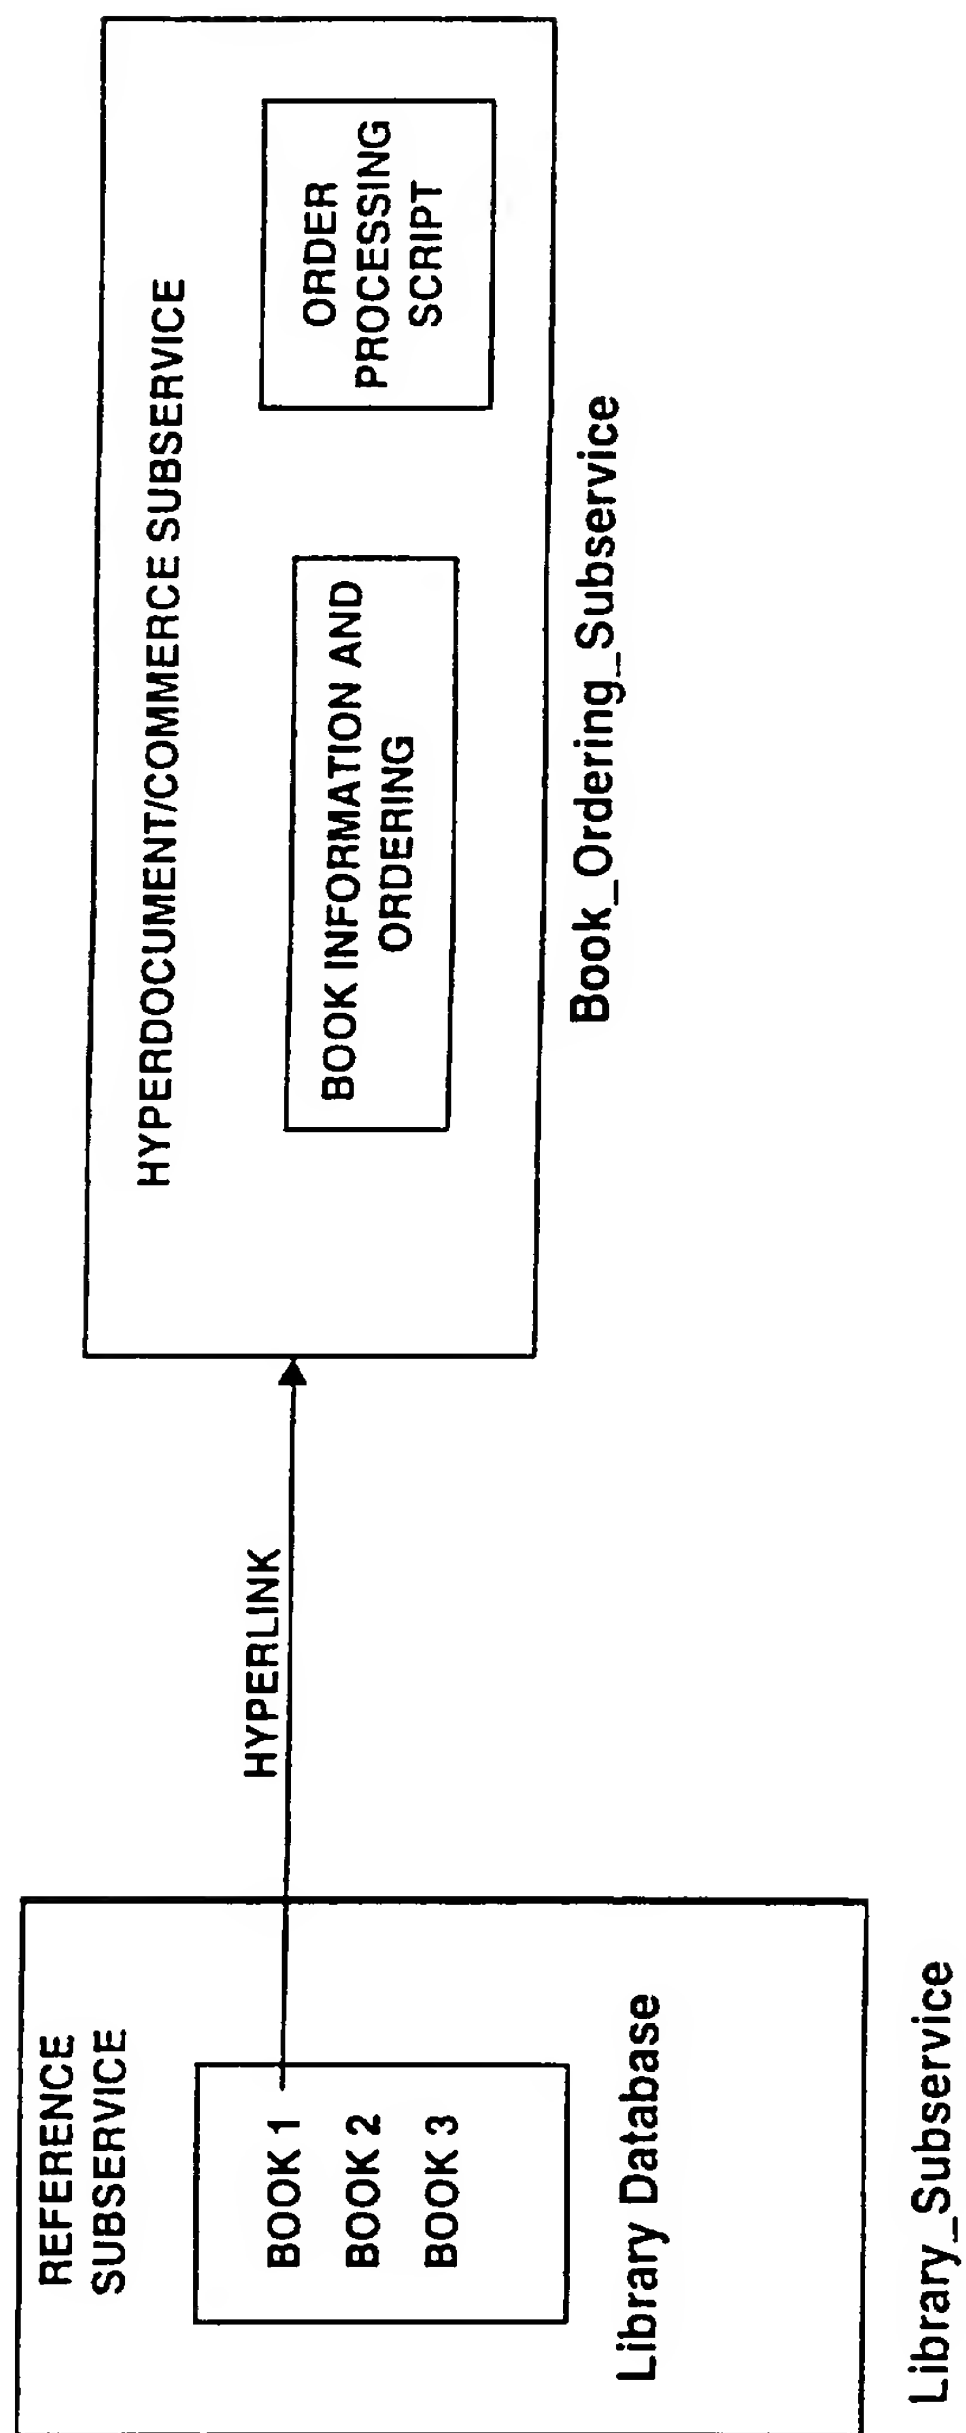 REFERENCE
SUBSERVICE
BOOK 1
BOOK 2
BOOK 3
Library Database
Library_Subservice
HYPERLINK
HYPERDOCUMENT/COMMERCE SUBSERVICE
BOOK INFORMATION AND
ORDERING
ORDER
PROCESSING
SCRIPT
Book_Ordering_Subservice